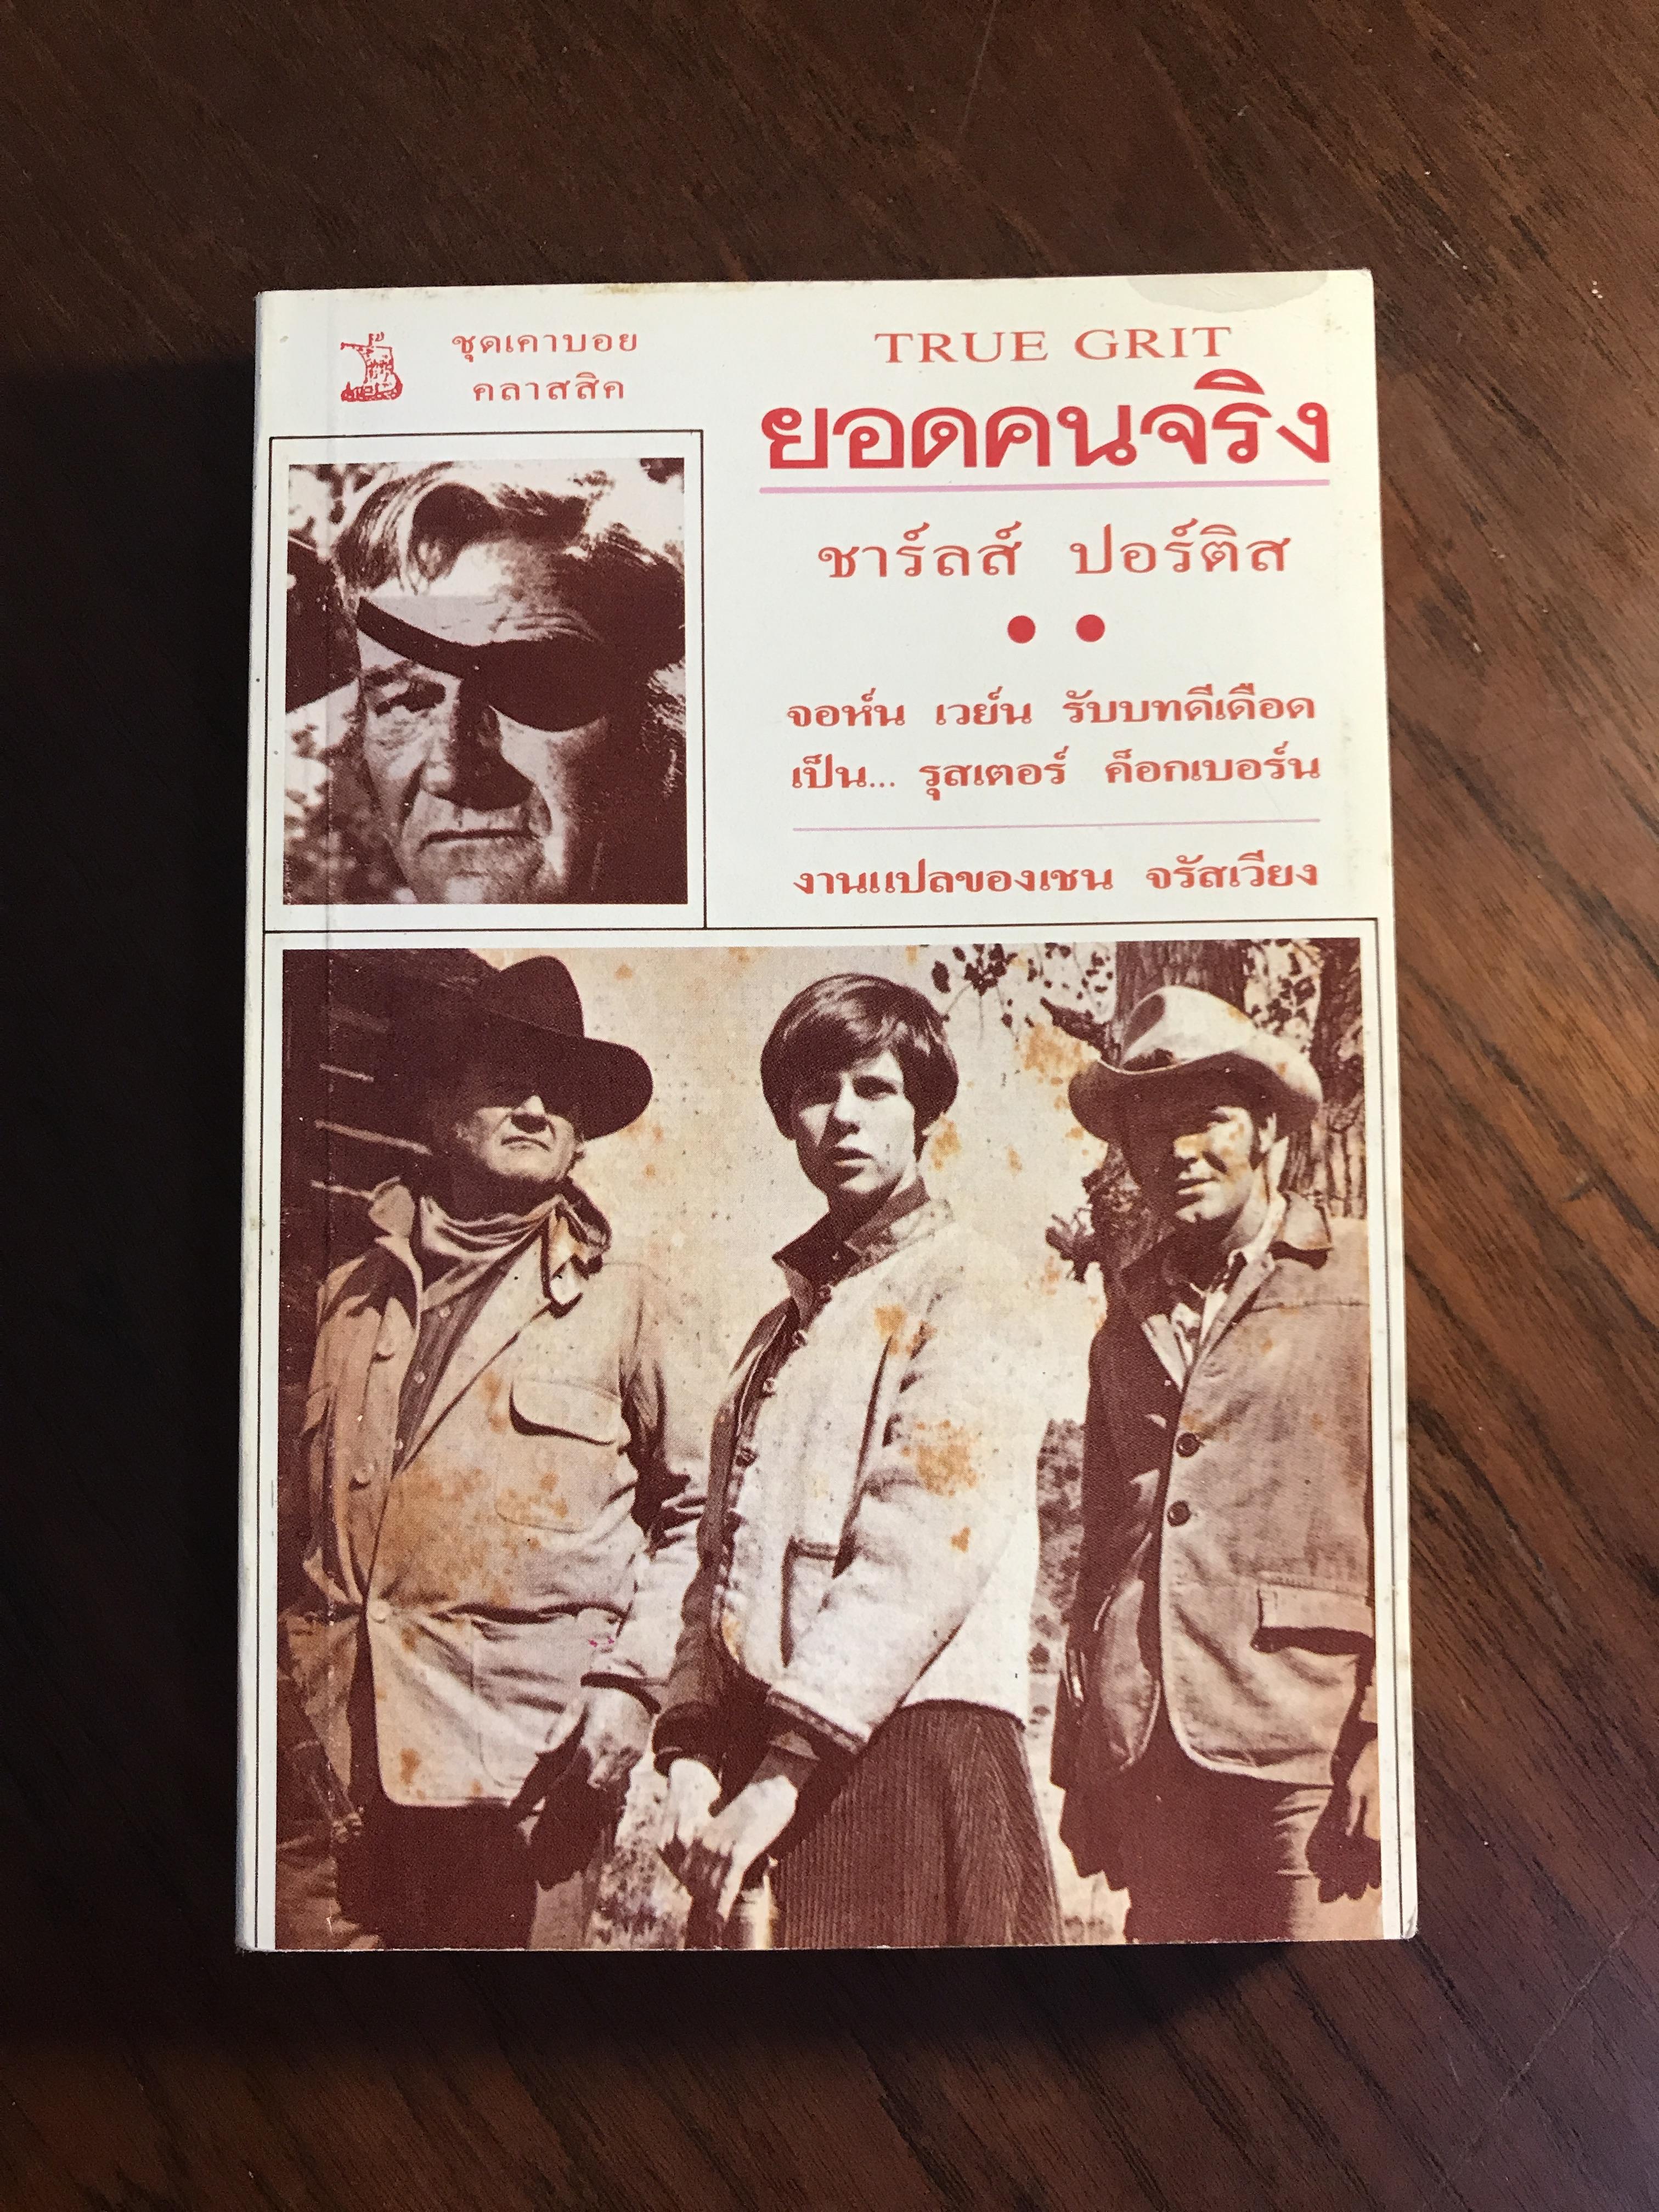 ชุดเคาบอย
คลาสสิค
TRUE GRIT
ยอดคนจริง
ชาร์ลส์ ปอร์ติส
จอห์น เวย์น รับบทดีเดือด
เป็น... รุสเตอร์ ค็อกเบอร์น
งานแปลของเชน จรัสเวียง